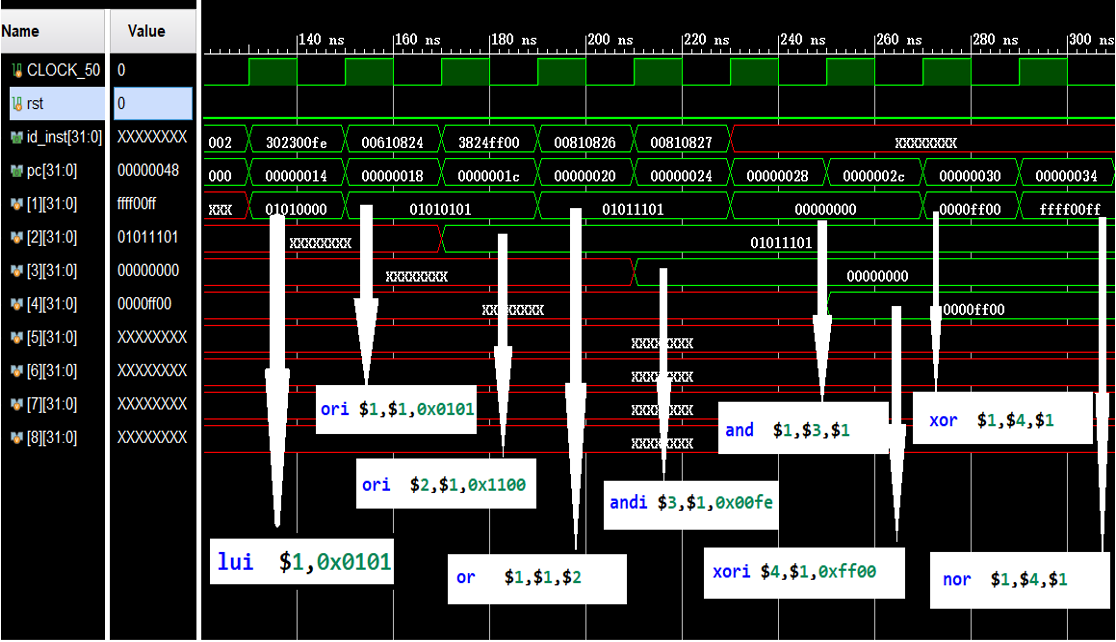 Name Value 140 ns 160 ns 180 ns 200 ns 220 ns 240 ns 260 ns 280 ns 300 ns
CLOCK_50 0
rst 0
id_inst[31:0] XXXXXXXX 002 302300fe 00610824 3824ff00 00810826 00810827 XXXXXXXX
pc[31:0] 00000048 000 00000014 00000018 0000001c 00000020 00000024 00000028 0000002c 00000030 00000034
[1][31:0] ffff00ff XXX 01010000 01010101 01011101 00000000 0000ff00 ffff00ff
[2][31:0] 01011101 XXXXXXXX 01011101
[3][31:0] 00000000 XXXXXXXX 00000000
[4][31:0] 0000ff00 XXXXXXXX 0000ff00
[5][31:0] XXXXXXXX XXXXXXXX
[6][31:0] XXXXXXXX XXXXXXXX
[7][31:0] XXXXXXXX XXXXXXXX
[8][31:0] XXXXXXXX XXXXXXXX
ori $1,$1,0x0101
and $3,$1 $1,
xor $1,$4,$1
ori $2,$1,0x1100
andi $3,$1,0x00fe
lui $1,0x0101
or $1,$1,$2
xori $4,$1,0xff00
nor $1,$4,$1